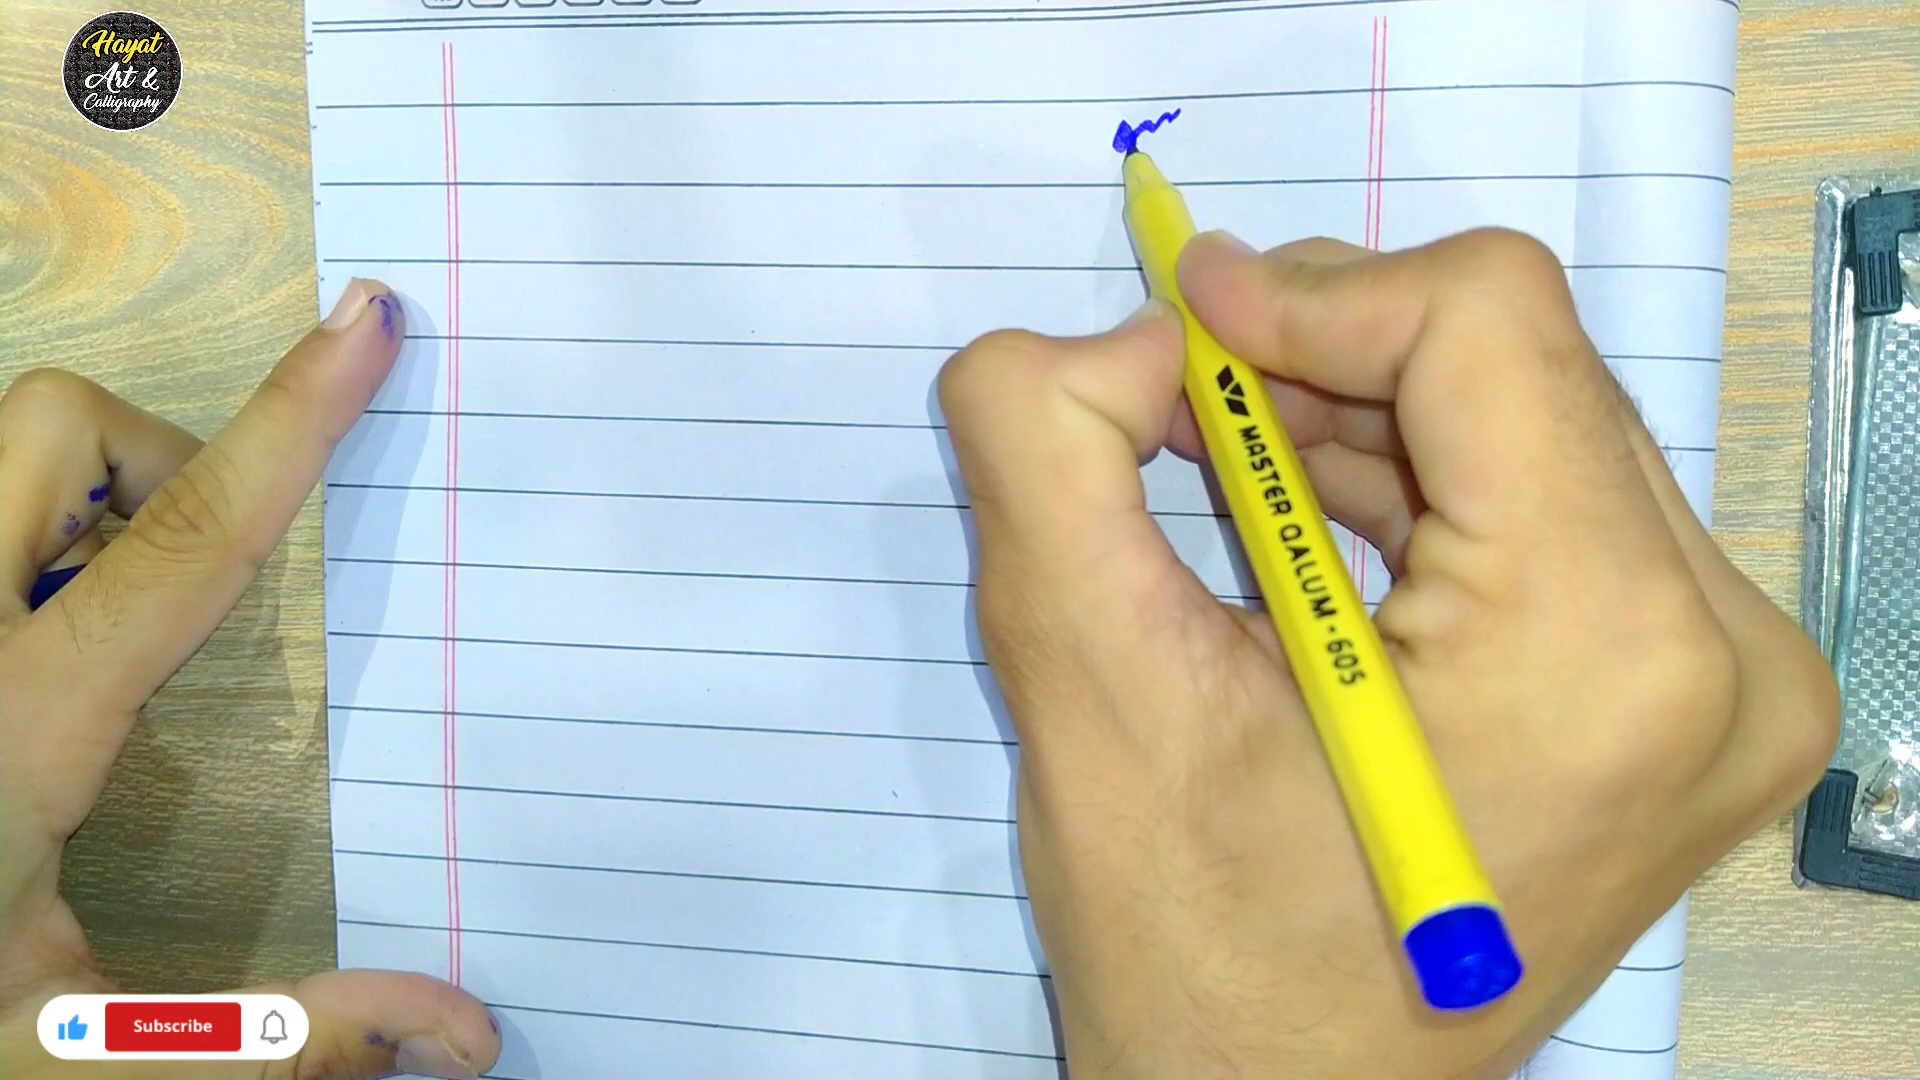 Hayat
Art &
Calligraphy
MASTER QALUM - 605
Subscribe